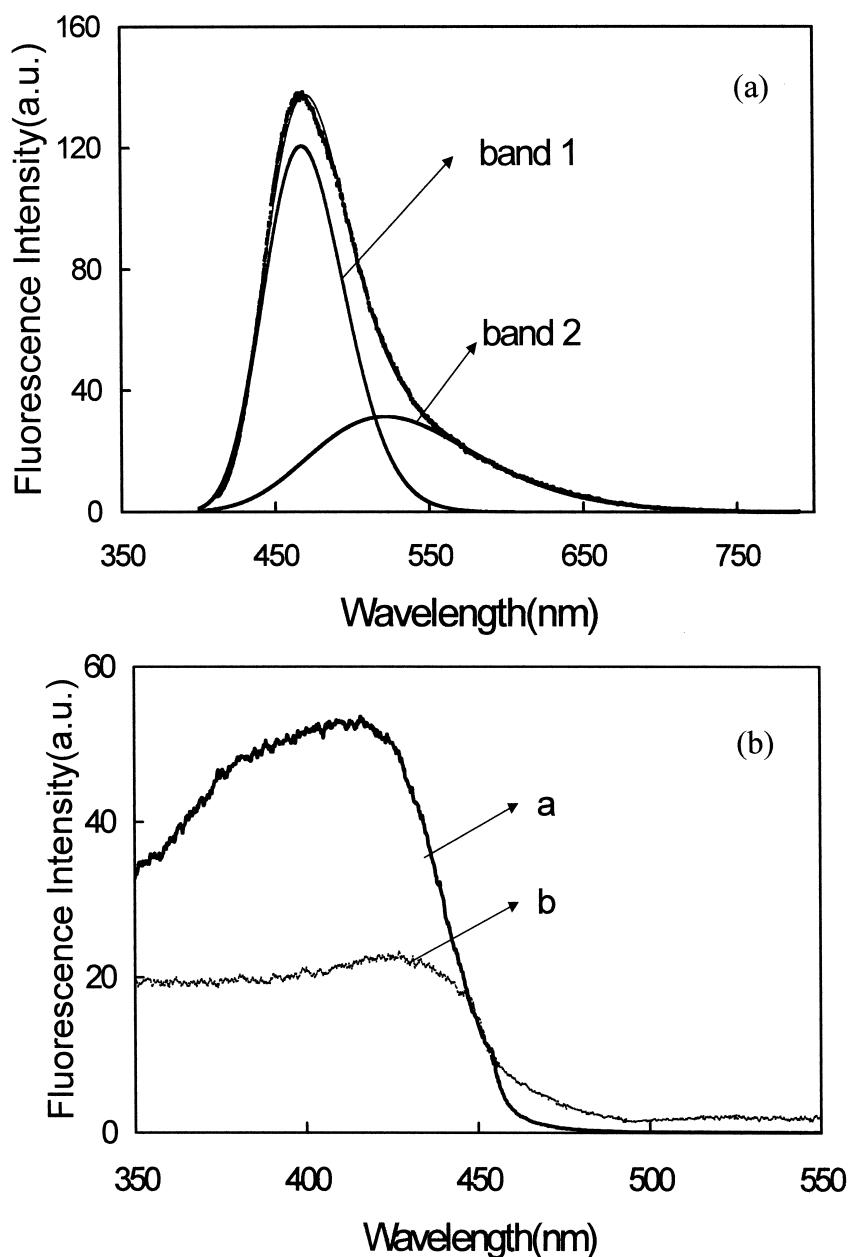 160
(a)
band 1
120
80
band 2
40
0
350 450 550 650 750
Fluorescence Intensity(a.u.)
Wavelength(nm)
60
(b)
a
40
b
20
0
350 400 450 500 550
Fluorescence Intensity(a.u.)
Wavelength(nm)